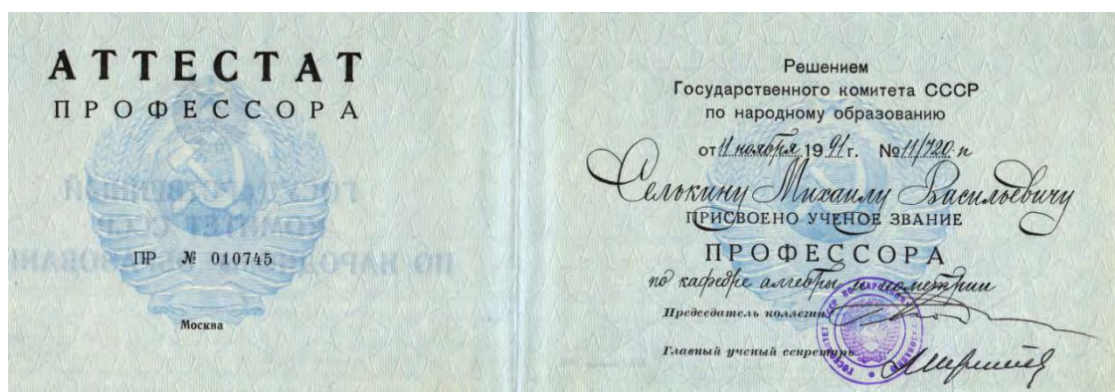 АТТЕСТАТ
ПРОФЕССОРА
ПР № 010745
Москва
Решением
Государственного комитета СССР
по народному образованию
от 11 ноября 1991 г. № 11/720 п
Селькину Михаилу Васильевичу
ПРИСВОЕНО УЧЕНОЕ ЗВАНИЕ
ПРОФЕССОРА
по кафедре алгебры и геометрии
Председатель коллегии
Главный ученый секретарь